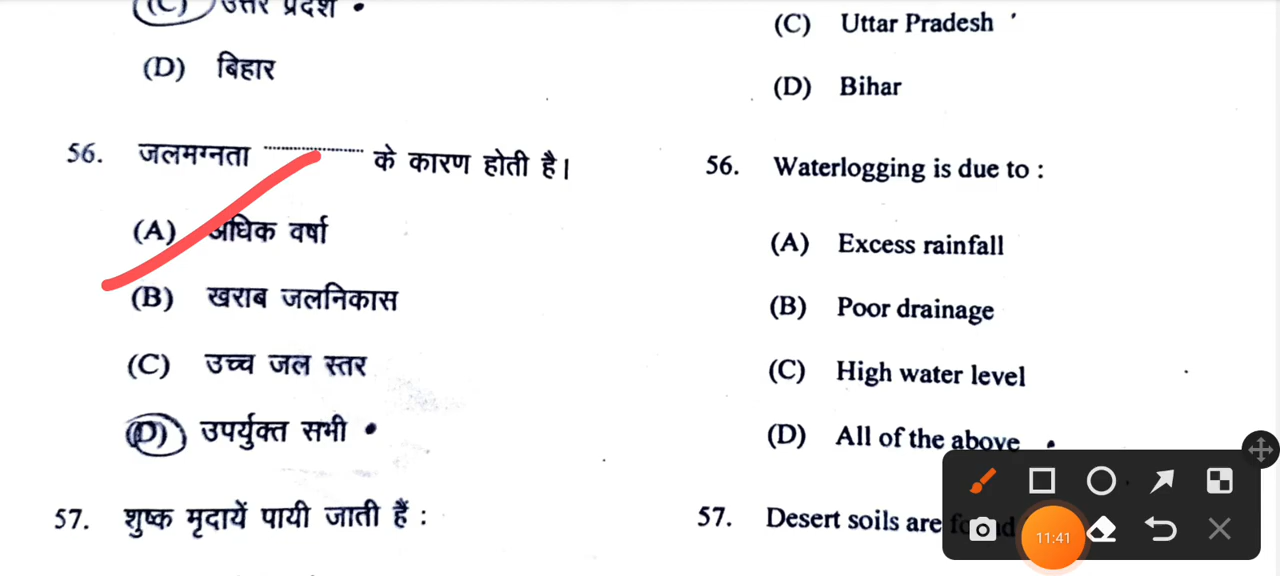 (C) उत्तर प्रदेश
(D) बिहार
56. जलमग्नता .................... के कारण होती है।
(A) अधिक वर्षा
(B) खराब जलनिकास
(C) उच्च जल स्तर
(D) उपर्युक्त सभी
57. शुष्क मृदायें पायी जाती हैं :
(C) Uttar Pradesh
(D) Bihar
56. Waterlogging is due to :
(A) Excess rainfall
(B) Poor drainage
(C) High water level
(D) All of the above
57. Desert soils are found
11:41